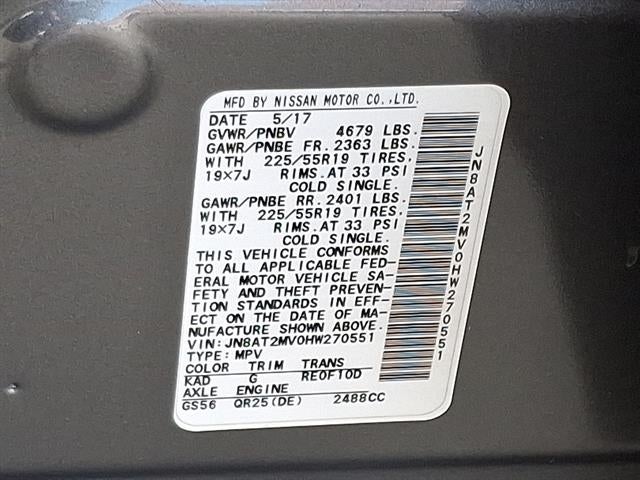 MFD BY NISSAN MOTOR CO.,LTD.
DATE 5/17
GVWR/PNBV 4679 LBS.
GAWR/PNBE FR. 2363 LBS.
WITH 225/55R19 TIRES,
19×7J RIMS.AT 33 PSI
COLD SINGLE.
GAWR/PNBE RR. 2401 LBS.
WITH 225/55R19 TIRES,
19×7J RIMS.AT 33 PSI
COLD SINGLE.
THIS VEHICLE CONFORMS
TO ALL APPLICABLE FED-
ERAL MOTOR VEHICLE SA-
FETY AND THEFT PREVEN-
TION STANDARDS IN EFF-
ECT ON THE DATE OF MA-
NUFACTURE SHOWN ABOVE.
VIN: JN8AT2MV0HW270551
TYPE: MPV
COLOR TRIM TRANS
KAD G RE0F10D
AXLE ENGINE
GS56 QR25(DE) 2488CC
JN8AT2MV0HW270551